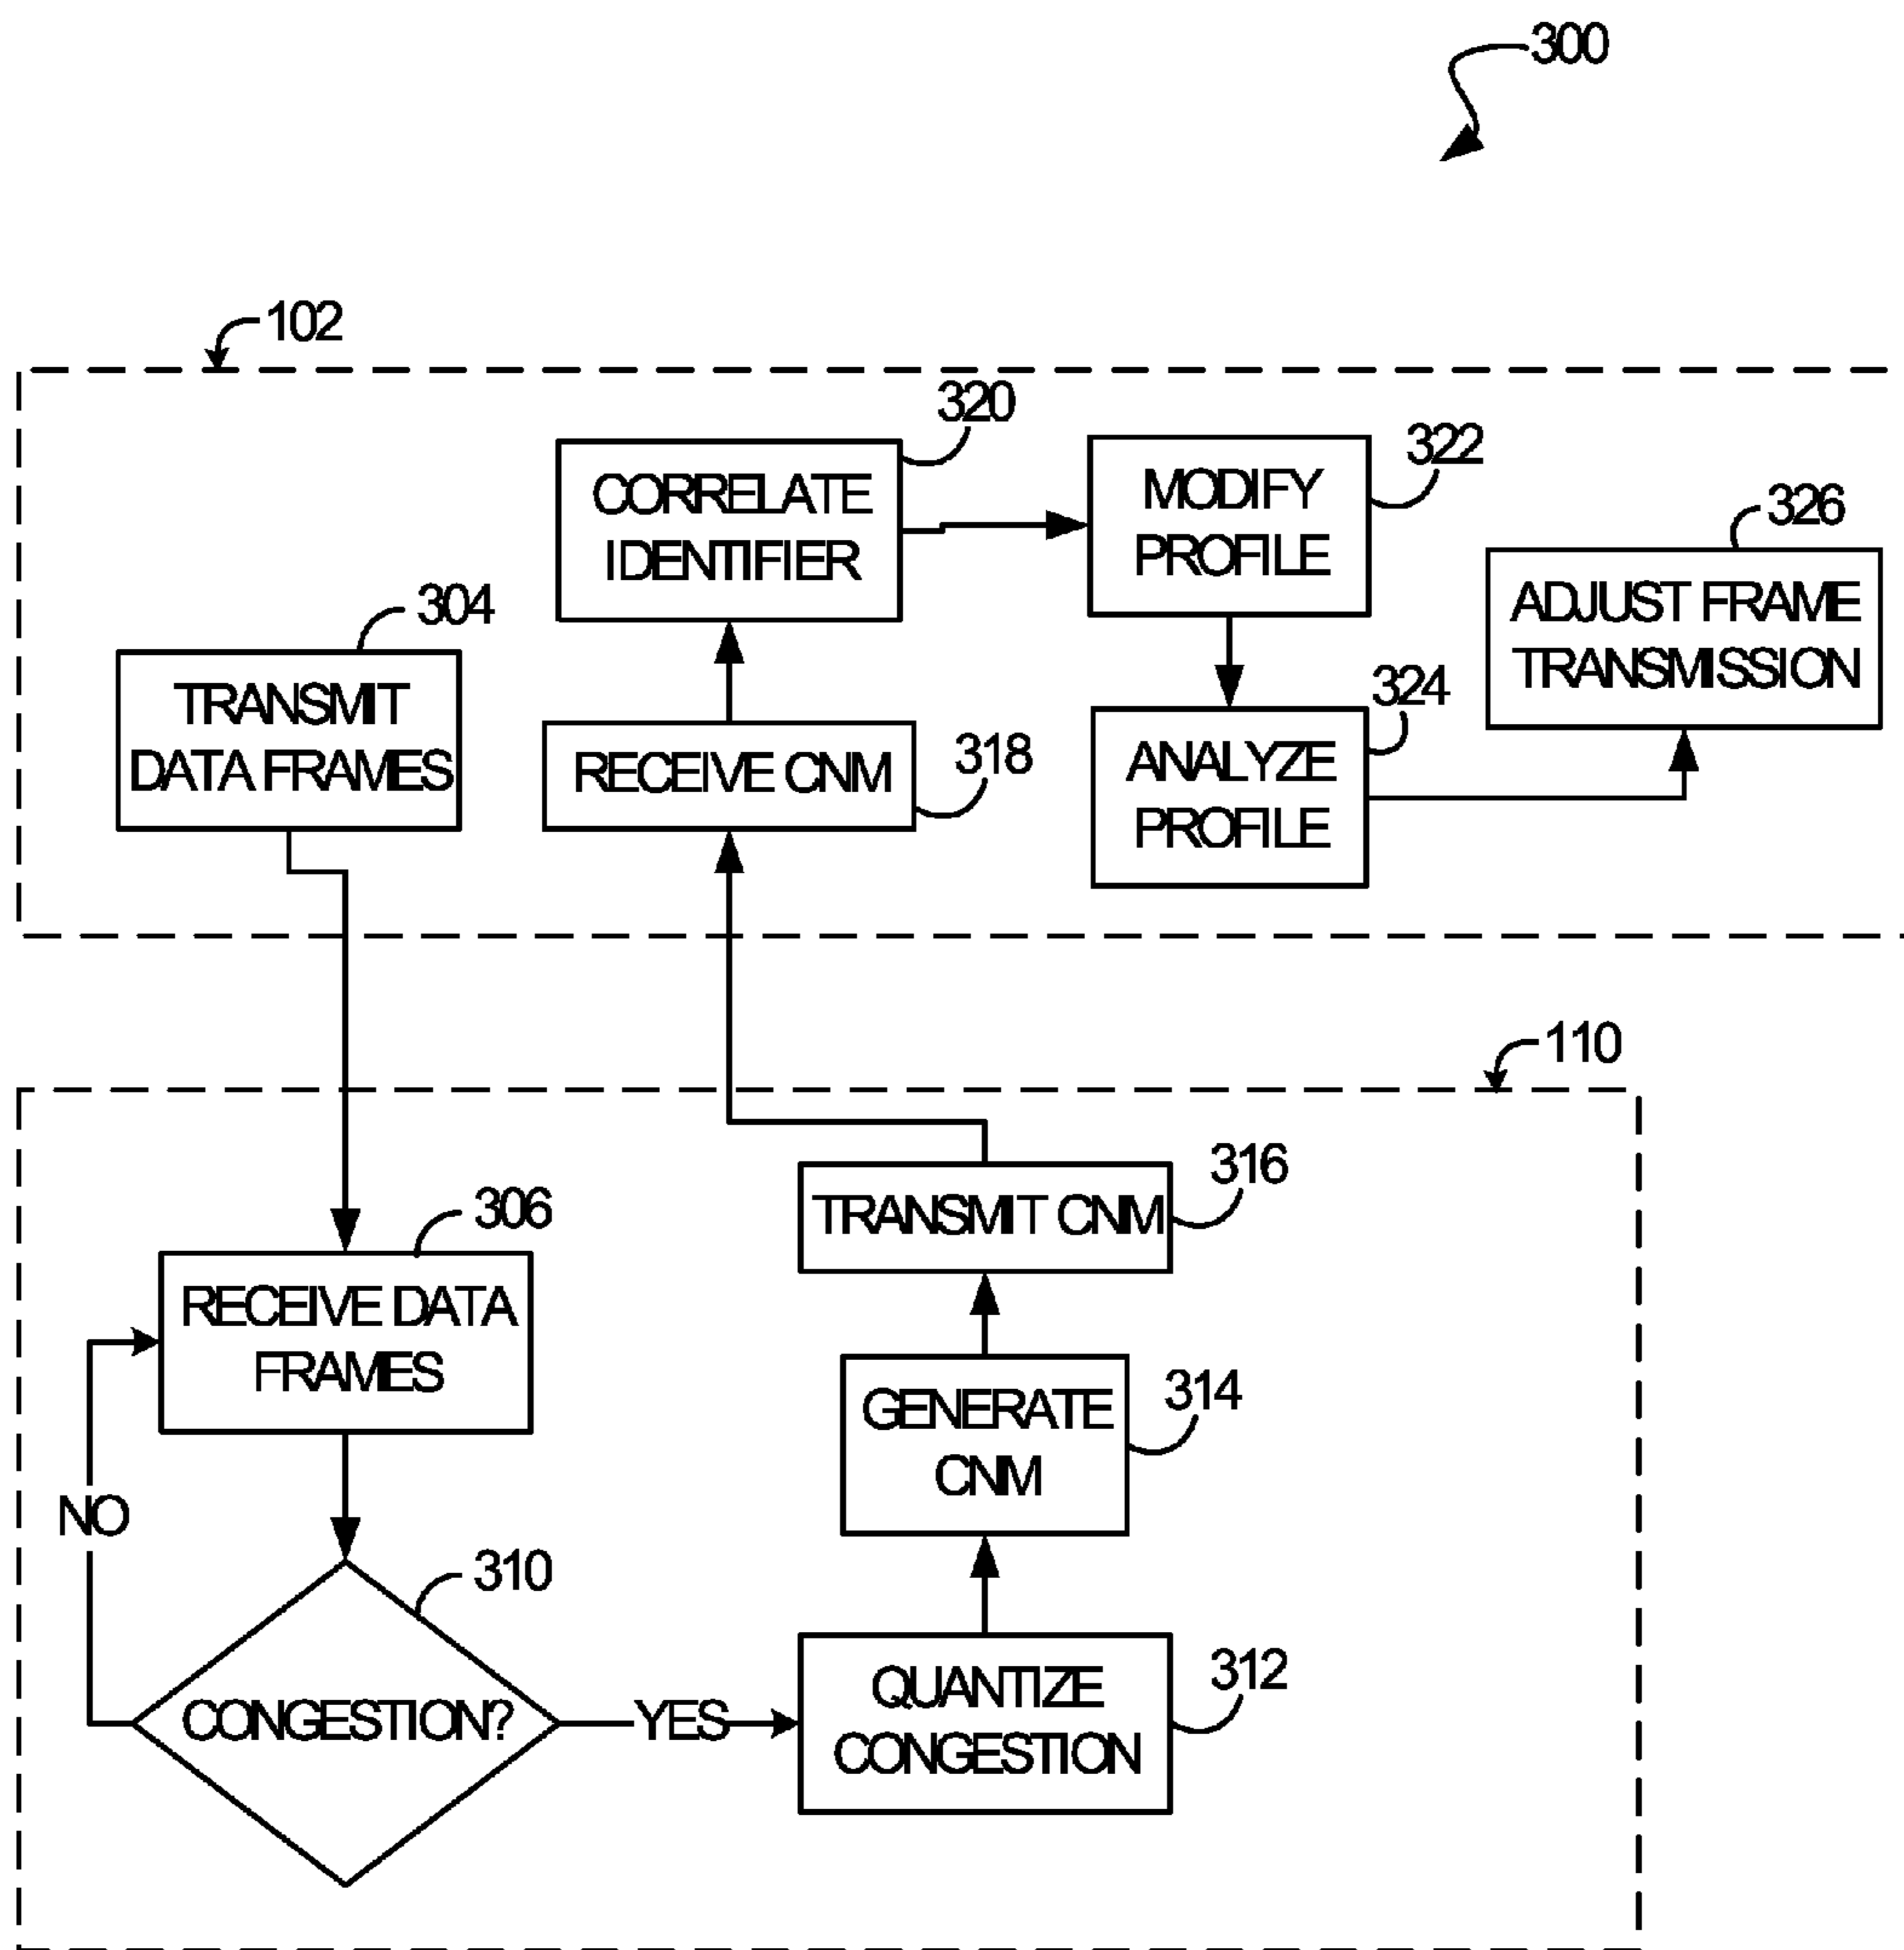 300
102
320
CORRELATE
IDENTIFIER
322
MODIFY
PROFILE
326
ADJUST FRAME
TRANSMISSION
304
TRANSMIT
DATA FRAMES
318
RECEIVE CNM
324
ANALYZE
PROFILE
110
316
TRANSMIT CNM
306
RECEIVE DATA
FRAMES
314
GENERATE
CNM
NO
310
CONGESTION?
YES
312
QUANTIZE
CONGESTION